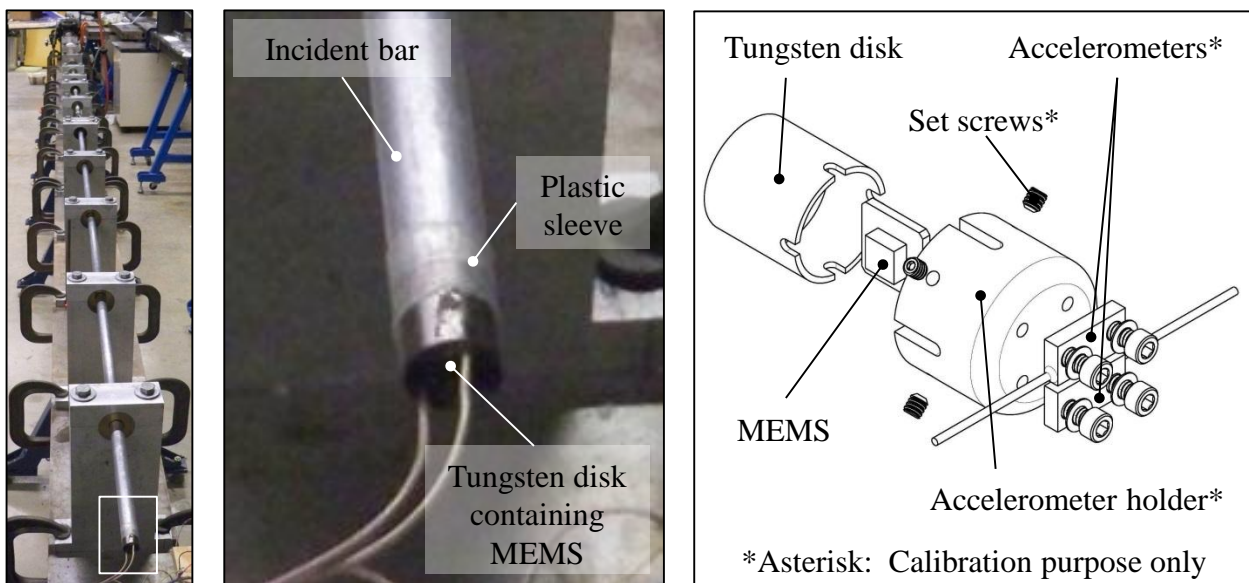 Incident bar
Plastic
sleeve
Tungsten disk
containing
MEMS
Tungsten disk
Accelerometers*
Set screws*
MEMS
Accelerometer holder*
*Asterisk: Calibration purpose only